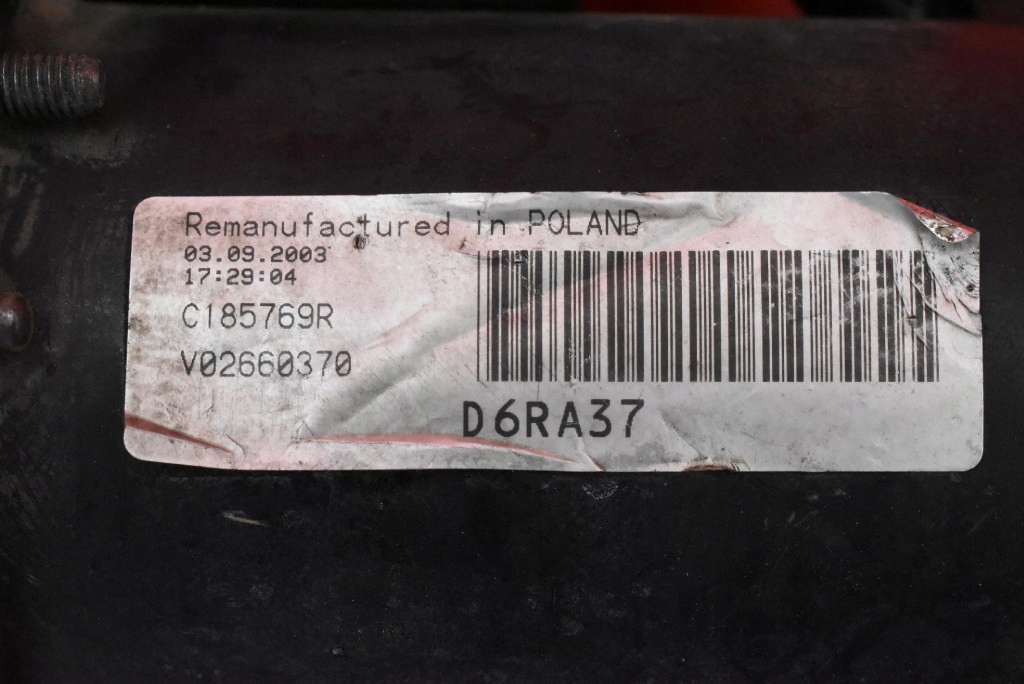 Remanufactured in POLAND
03.09.2003
17:29:04
C185769R
V02660370
D6RA37